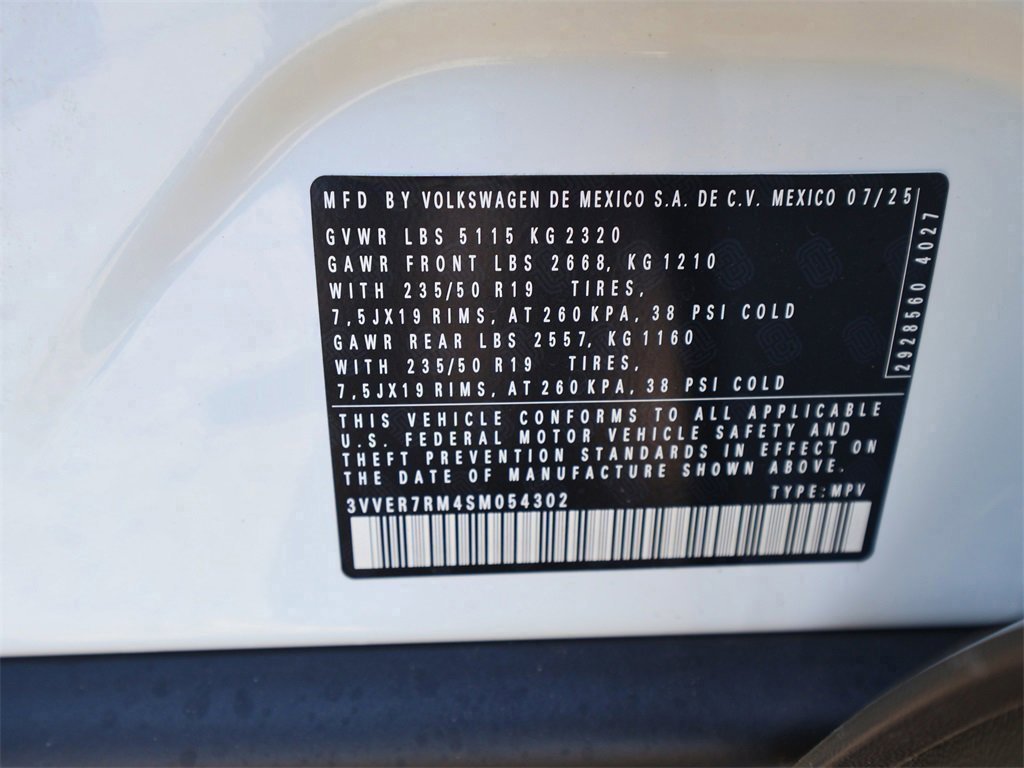 MFD BY VOLKSWAGEN DE MEXICO S.A. DE C.V. MEXICO 07/25
GVWR LBS 5115 KG 2320
GAWR FRONT LBS 2668, KG 1210
WITH 235/50 R19 TIRES,
7,5JX19 RIMS, AT 260 KPA, 38 PSI COLD
GAWR REAR LBS 2557, KG 1160
WITH 235/50 R19 TIRES,
7,5JX19 RIMS, AT 260 KPA, 38 PSI COLD
2928560 4027
THIS VEHICLE CONFORMS TO ALL APPLICABLE
U.S. FEDERAL MOTOR VEHICLE SAFETY AND
THEFT PREVENTION STANDARDS IN EFFECT ON
THE DATE OF MANUFACTURE SHOWN ABOVE.
3VVER7RM4SM054302 TYPE: MPV